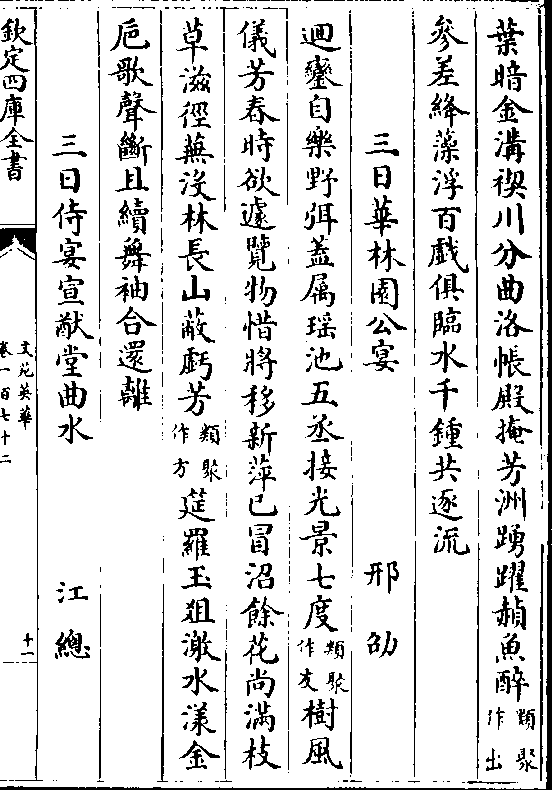 葉暗金溝禊川分曲洛帳殿掩芳洲踴躍赬魚醉類聚作出
參差絳藻浮百戲俱臨水千鍾共逐流
三日華林園公宴 邢劭
迴鑾自樂野弭葢屬瑶池五丞接光景七度類聚作友樹風
儀芳春時欲遽覽物惜將移新萍已冒沼餘花尚滿枝
草滋徑蕪没林長山蔽虧芳類聚作方筵羅玉俎激水漾金
巵歌聲斷且續舞袖合還離
三日侍宴宣猷堂曲水 江總
欽定四庫全書
文苑英華
卷一百七十二
十一